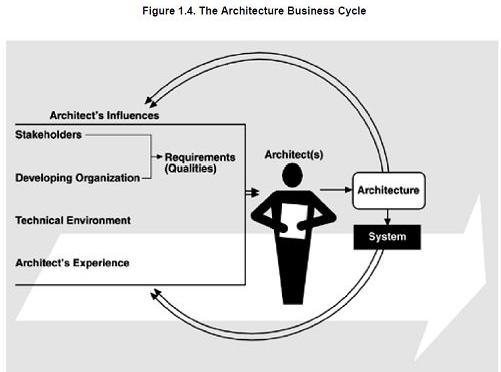 Figure 1.4. The Architecture Business Cycle
Architect's Influences
Stakeholders
Requirements
(Qualities)
Developing Organization
Technical Environment
Architect's Experience
Architect(s)
Architecture
System